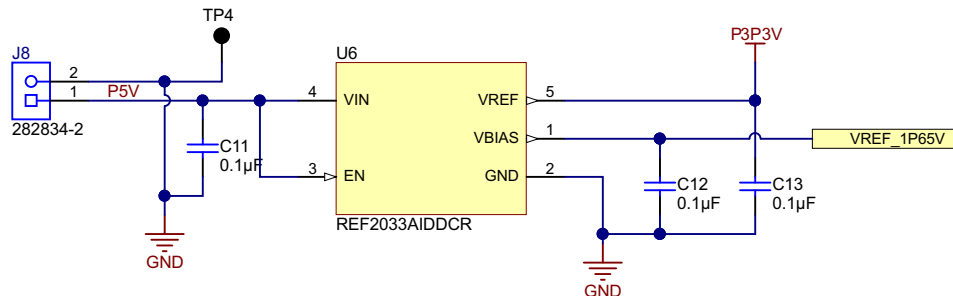 TP4
P3P3V
J8
U6
2
1
P5V
4
VIN
VREF
5
282834-2
VBIAS
1
VREF_1P65V
C11
0.1µF
3
EN
GND
2
C12
0.1µF
C13
0.1µF
REF2033AIDDCR
GND
GND